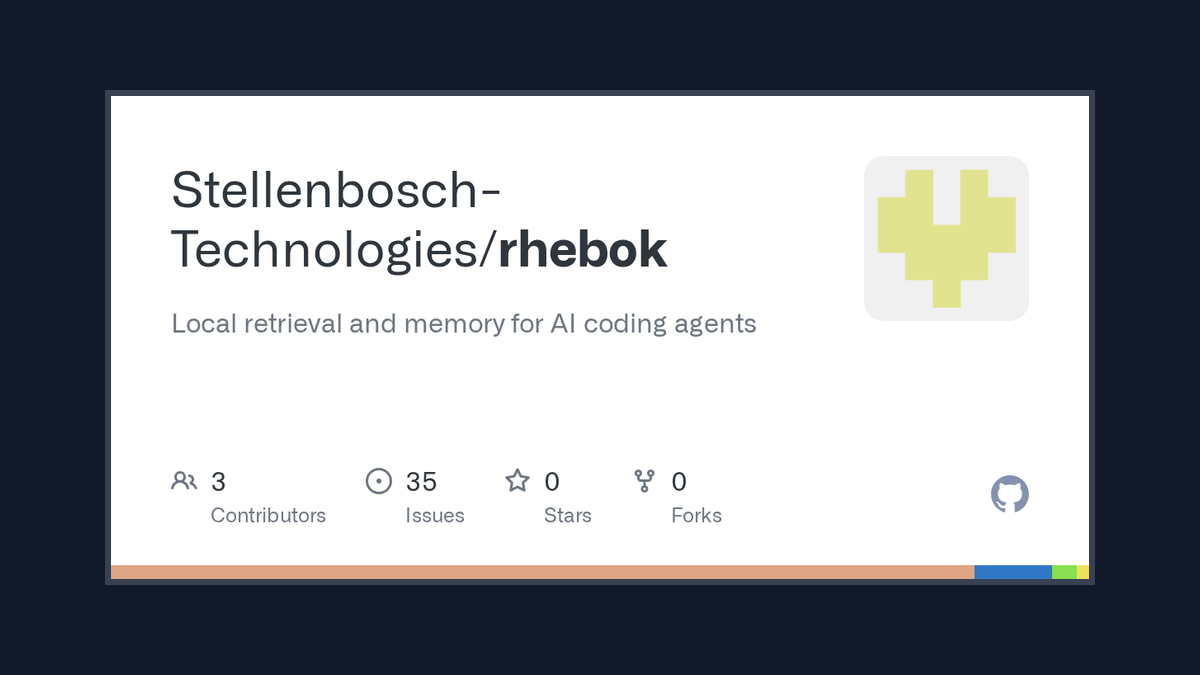 Stellenbosch-
Technologies/rhebok
Local retrieval and memory for AI coding agents
3
Contributors
35
Issues
0
Stars
0
Forks